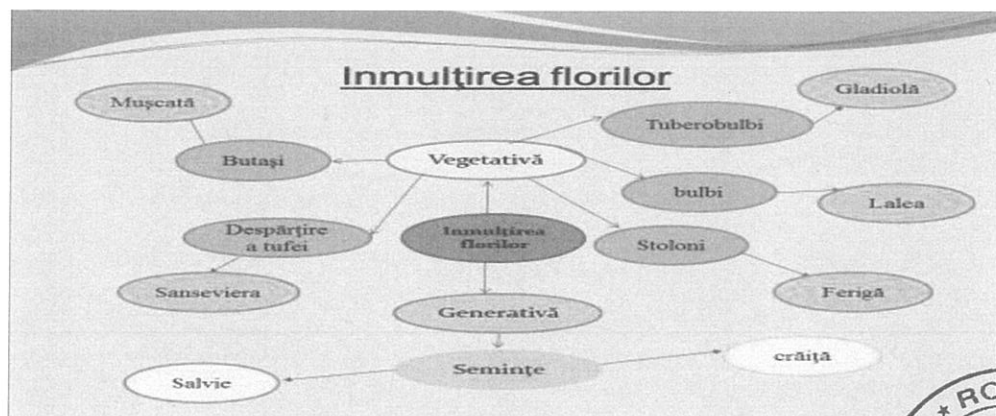 Inmulţirea florilor
Muşcată
Gladiolă
Tuberobulbi
Butaşi
Vegetativă
bulbi
Lalea
Despărţire
a tufei
Inmulţirea
florilor
Stoloni
Sanseviera
Ferigă
Generativă
Seminţe
crăiţă
Salvie
★ RO